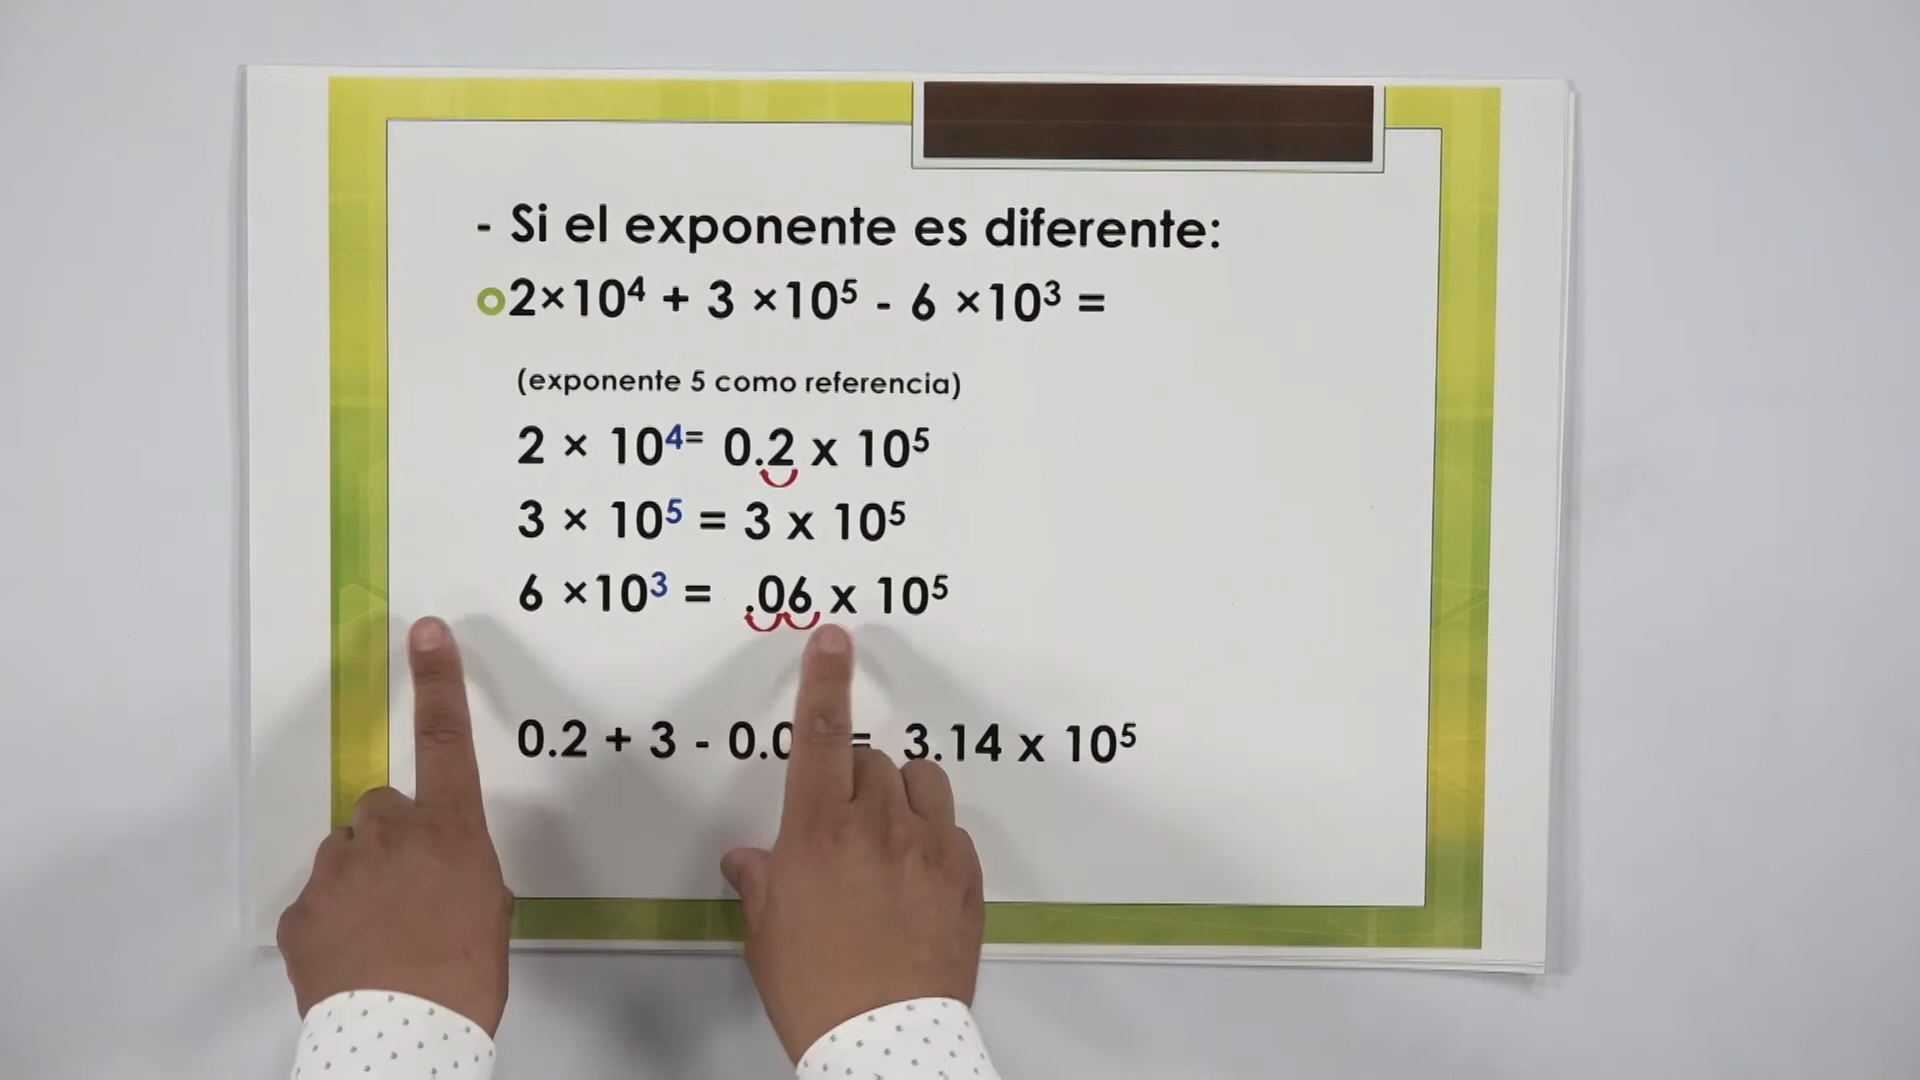 - Si el exponente es diferente:
2×10⁴ + 3 ×10⁵ - 6 ×10³ =
(exponente 5 como referencia)
2 × 10⁴⁼ 0.2 x 10⁵
3 × 10⁵ = 3 x 10⁵
6 ×10³ = .06 x 10⁵
0.2 + 3 - 0.0 = 3.14 x 10⁵